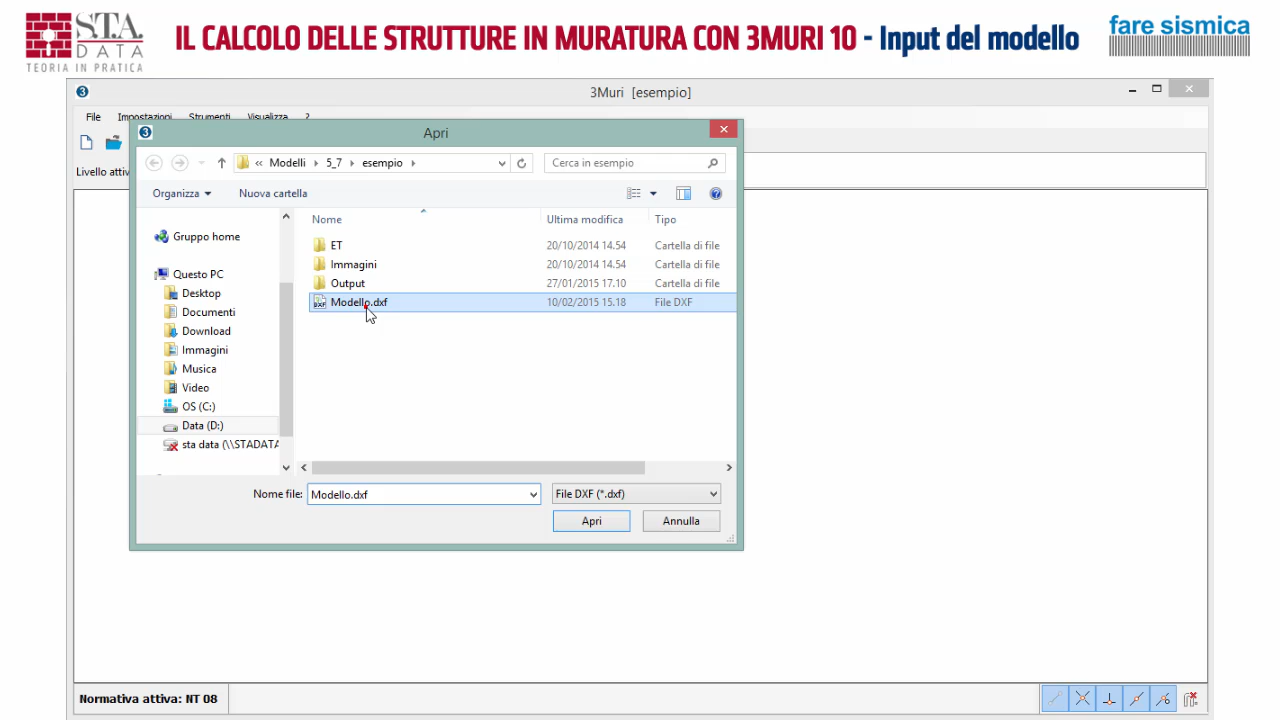 S.T.A. DATA
TEORIA IN PRATICA
IL CALCOLO DELLE STRUTTURE IN MURATURA CON 3MURI 10 - Input del modello
fare sismica
3Muri [esempio]
File Impostazioni Strumenti Visualizza ?
Apri
« Modelli 5_7 esempio
Cerca in esempio
Livello attiv
Organizza
Nuova cartella
Nome Ultima modifica Tipo
Gruppo home
Questo PC
Desktop
Documenti
Download
Immagini
Musica
Video
OS (C:)
Data (D:)
sta data (\\STADATA
ET 20/10/2014 14.54 Cartella di file
Immagini 20/10/2014 14.54 Cartella di file
Output 27/01/2015 17.10 Cartella di file
Modello.dxf 10/02/2015 15.18 File DXF
Nome file: Modello.dxf
File DXF (*.dxf)
Apri Annulla
Normativa attiva: NT 08